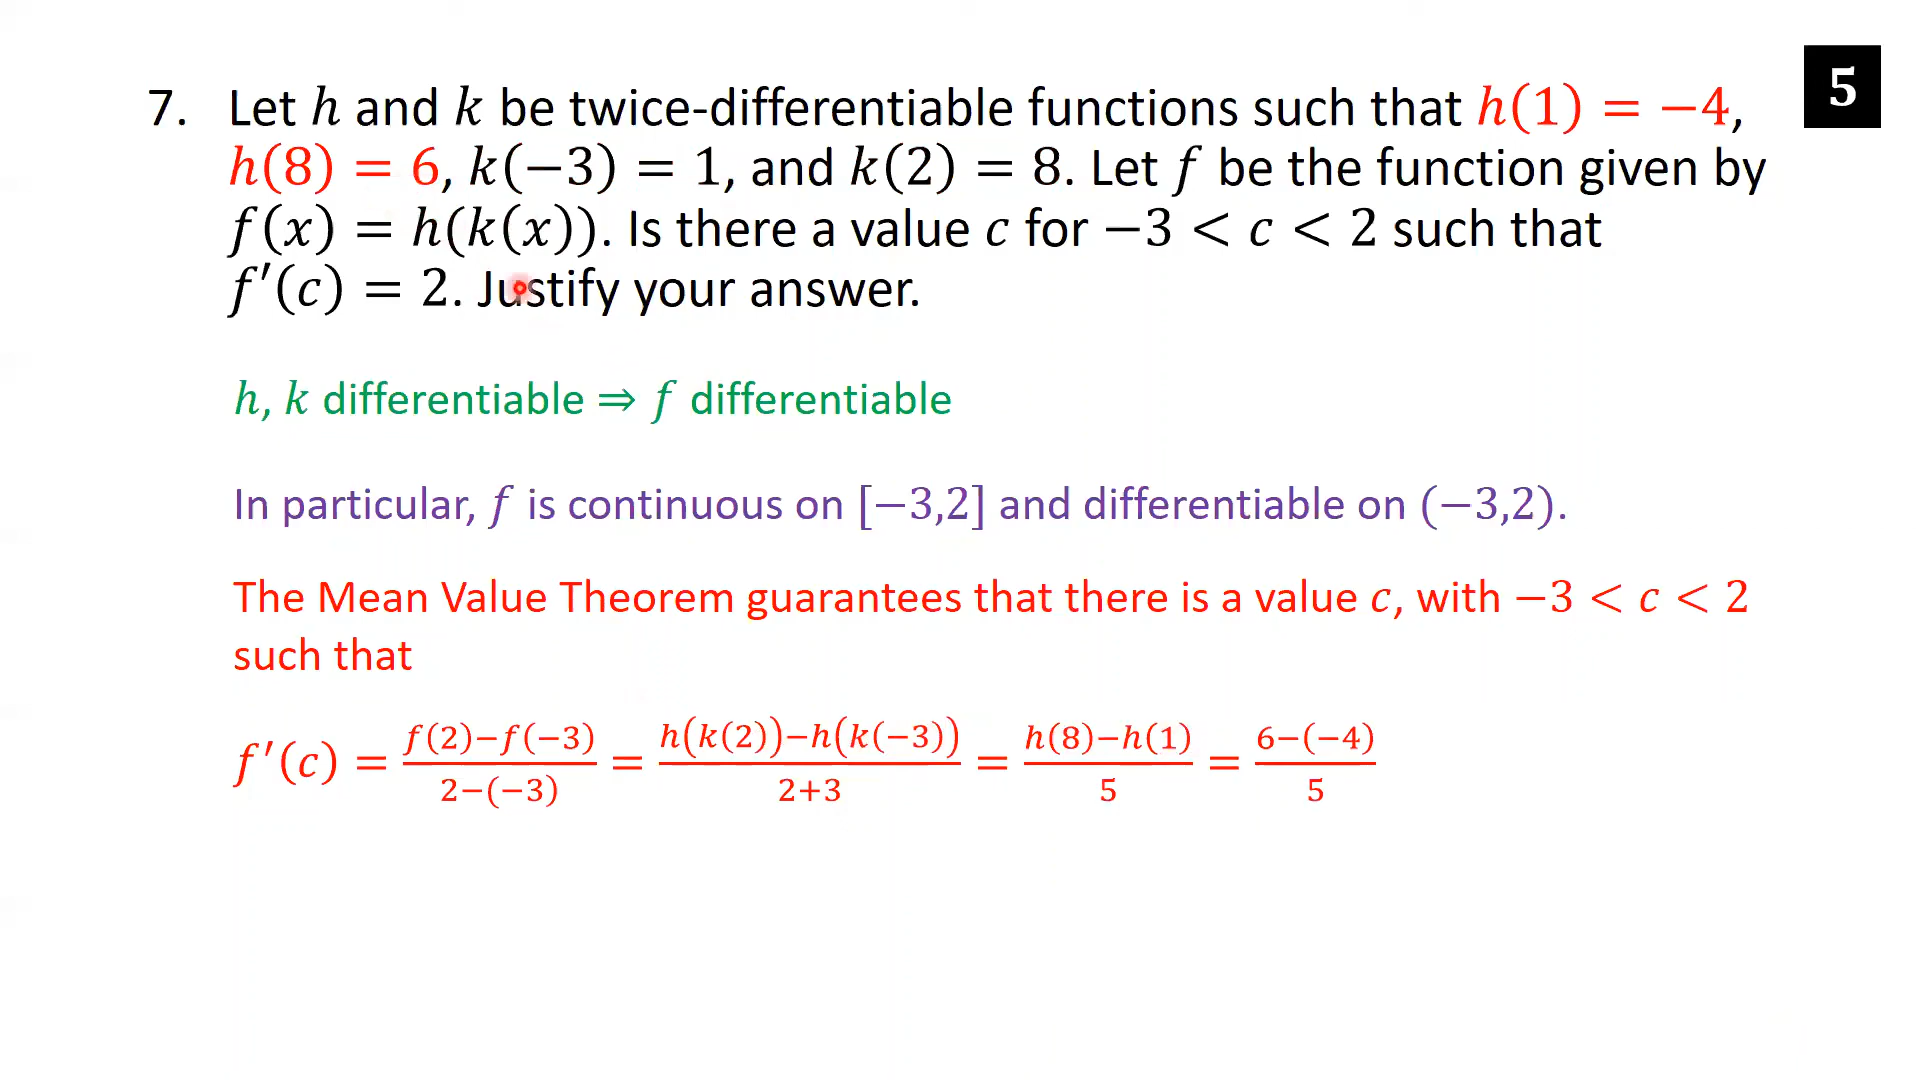 5
7. Let h and k be twice-differentiable functions such that h(1) = −4,
h(8) = 6, k(−3) = 1, and k(2) = 8. Let f be the function given by
f(x) = h(k(x)). Is there a value c for −3 < c < 2 such that
f′(c) = 2. Justify your answer.
h, k differentiable ⇒ f differentiable
In particular, f is continuous on [−3,2] and differentiable on (−3,2).
The Mean Value Theorem guarantees that there is a value c, with −3 < c < 2
such that
f′(c) = f(2)−f(−3)/2−(−3) = h(k(2))−h(k(−3))/2+3 = h(8)−h(1)/5 = 6−(−4)/5